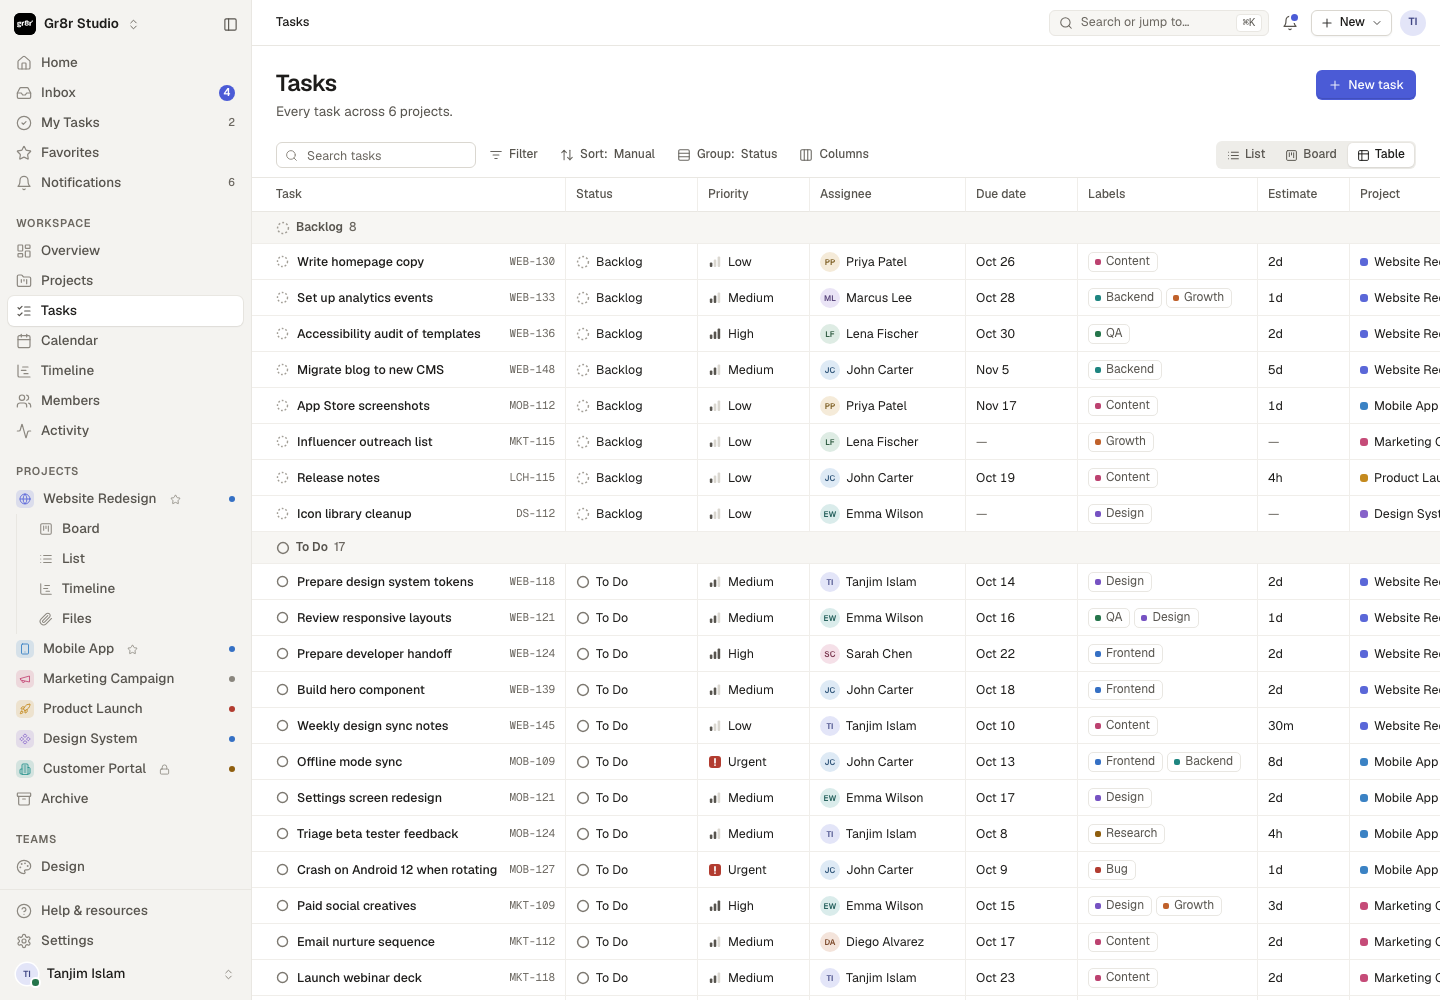 gr8r Gr8r Studio
Home
Inbox 4
My Tasks 2
Favorites
Notifications 6
WORKSPACE
Overview
Projects
Tasks
Calendar
Timeline
Members
Activity
PROJECTS
Website Redesign
Board
List
Timeline
Files
Mobile App
Marketing Campaign
Product Launch
Design System
Customer Portal
Archive
TEAMS
Design
Help & resources
Settings
TI Tanjim Islam
Tasks Search or jump to... ⌘K New TI
Tasks
Every task across 6 projects.
New task
Search tasks Filter Sort: Manual Group: Status Columns List Board Table
Task Status Priority Assignee Due date Labels Estimate Project
Backlog 8
Write homepage copy WEB-130 Backlog Low PP Priya Patel Oct 26 Content 2d Website Re
Set up analytics events WEB-133 Backlog Medium ML Marcus Lee Oct 28 Backend Growth 1d Website Re
Accessibility audit of templates WEB-136 Backlog High LF Lena Fischer Oct 30 QA 2d Website Re
Migrate blog to new CMS WEB-148 Backlog Medium JC John Carter Nov 5 Backend 5d Website Re
App Store screenshots MOB-112 Backlog Low PP Priya Patel Nov 17 Content 1d Mobile App
Influencer outreach list MKT-115 Backlog Low LF Lena Fischer — Growth — Marketing C
Release notes LCH-115 Backlog Low JC John Carter Oct 19 Content 4h Product Lau
Icon library cleanup DS-112 Backlog Low EW Emma Wilson — Design — Design Syst
To Do 17
Prepare design system tokens WEB-118 To Do Medium TI Tanjim Islam Oct 14 Design 2d Website Re
Review responsive layouts WEB-121 To Do Medium EW Emma Wilson Oct 16 QA Design 1d Website Re
Prepare developer handoff WEB-124 To Do High SC Sarah Chen Oct 22 Frontend 2d Website Re
Build hero component WEB-139 To Do Medium JC John Carter Oct 18 Frontend 2d Website Re
Weekly design sync notes WEB-145 To Do Low TI Tanjim Islam Oct 10 Content 30m Website Re
Offline mode sync MOB-109 To Do Urgent JC John Carter Oct 13 Frontend Backend 8d Mobile App
Settings screen redesign MOB-121 To Do Medium EW Emma Wilson Oct 17 Design 2d Mobile App
Triage beta tester feedback MOB-124 To Do Medium TI Tanjim Islam Oct 8 Research 4h Mobile App
Crash on Android 12 when rotating MOB-127 To Do Urgent JC John Carter Oct 9 Bug 1d Mobile App
Paid social creatives MKT-109 To Do High EW Emma Wilson Oct 15 Design Growth 3d Marketing C
Email nurture sequence MKT-112 To Do Medium DA Diego Alvarez Oct 17 Content 2d Marketing C
Launch webinar deck MKT-118 To Do Medium TI Tanjim Islam Oct 23 Content 2d Marketing C